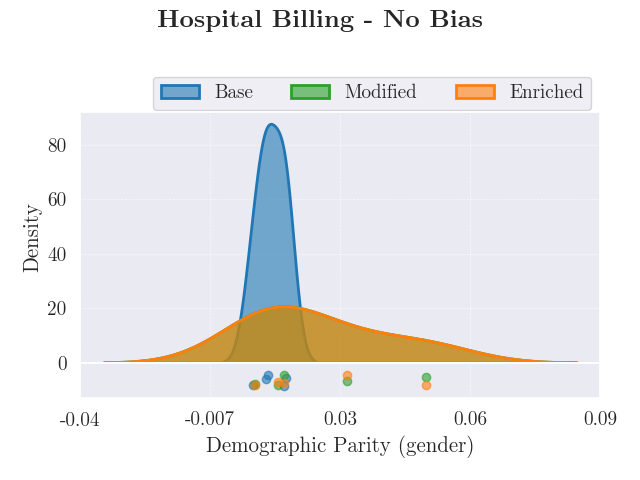 Hospital Billing - No Bias
Base Modified Enriched
80
60
40
20
0
Density
-0.04 -0.007 0.03 0.06 0.09
Demographic Parity (gender)